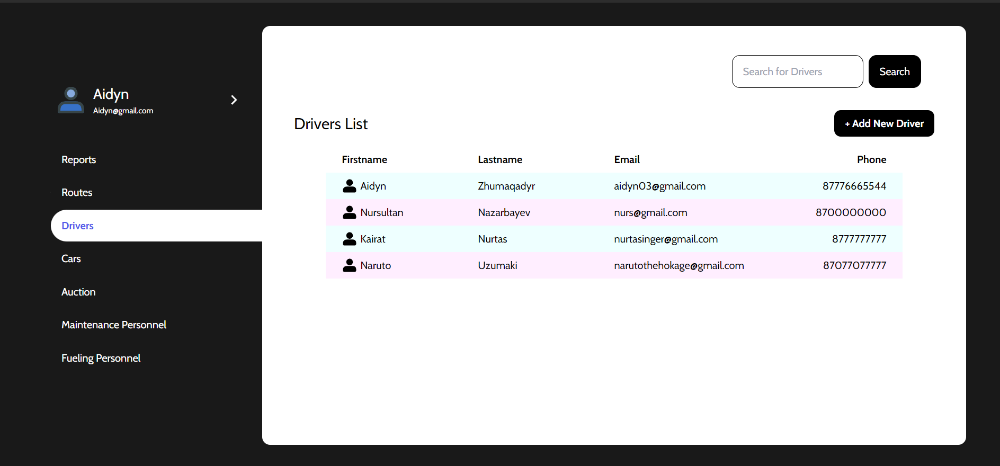 Aidyn
Aidyn@gmail.com
Reports
Routes
Drivers
Cars
Auction
Maintenance Personnel
Fueling Personnel
Search for Drivers
Search
Drivers List
+ Add New Driver
Firstname Lastname Email Phone
Aidyn Zhumaqadyr aidyn03@gmail.com 87776665544
Nursultan Nazarbayev nurs@gmail.com 8700000000
Kairat Nurtas nurtasinger@gmail.com 8777777777
Naruto Uzumaki narutothehokage@gmail.com 87077077777